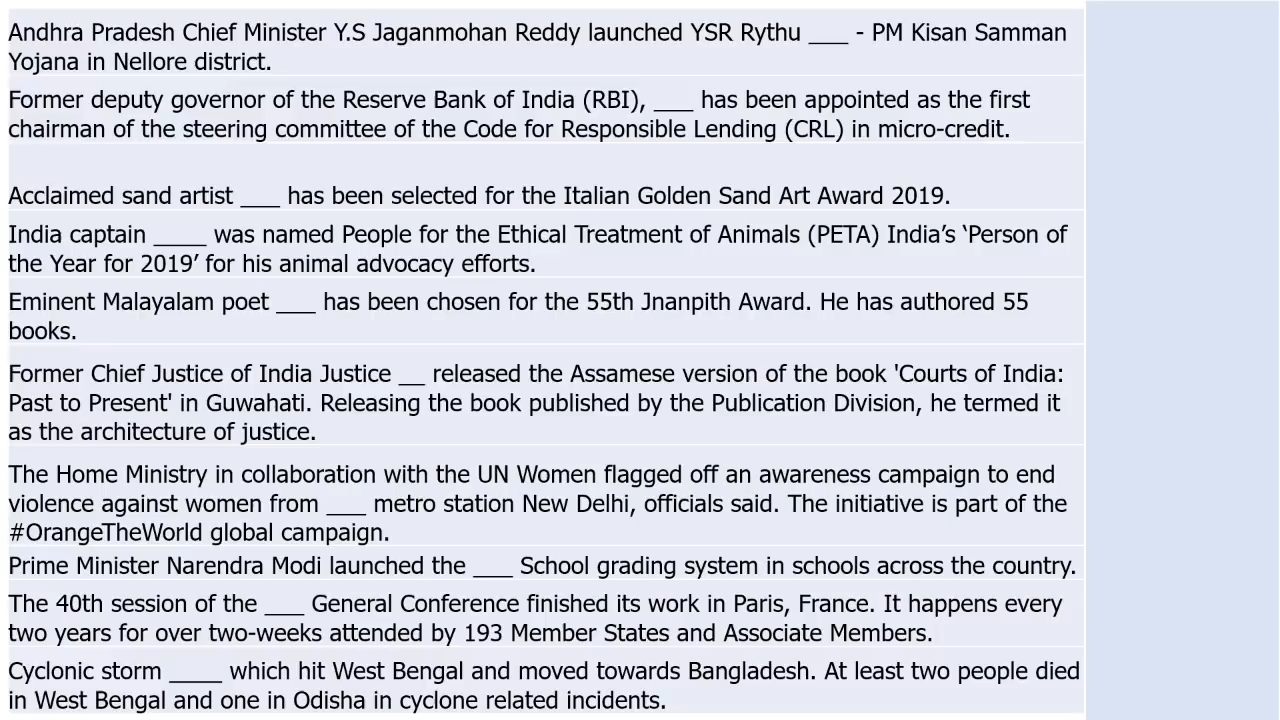 Andhra Pradesh Chief Minister Y.S Jaganmohan Reddy launched YSR Rythu ___ - PM Kisan Samman
Yojana in Nellore district.
Former deputy governor of the Reserve Bank of India (RBI), ___ has been appointed as the first
chairman of the steering committee of the Code for Responsible Lending (CRL) in micro-credit.
Acclaimed sand artist ___ has been selected for the Italian Golden Sand Art Award 2019.
India captain ____ was named People for the Ethical Treatment of Animals (PETA) India’s ‘Person of
the Year for 2019’ for his animal advocacy efforts.
Eminent Malayalam poet ___ has been chosen for the 55th Jnanpith Award. He has authored 55
books.
Former Chief Justice of India Justice __ released the Assamese version of the book 'Courts of India:
Past to Present' in Guwahati. Releasing the book published by the Publication Division, he termed it
as the architecture of justice.
The Home Ministry in collaboration with the UN Women flagged off an awareness campaign to end
violence against women from ___ metro station New Delhi, officials said. The initiative is part of the
#OrangeTheWorld global campaign.
Prime Minister Narendra Modi launched the ___ School grading system in schools across the country.
The 40th session of the ___ General Conference finished its work in Paris, France. It happens every
two years for over two-weeks attended by 193 Member States and Associate Members.
Cyclonic storm ____ which hit West Bengal and moved towards Bangladesh. At least two people died
in West Bengal and one in Odisha in cyclone related incidents.